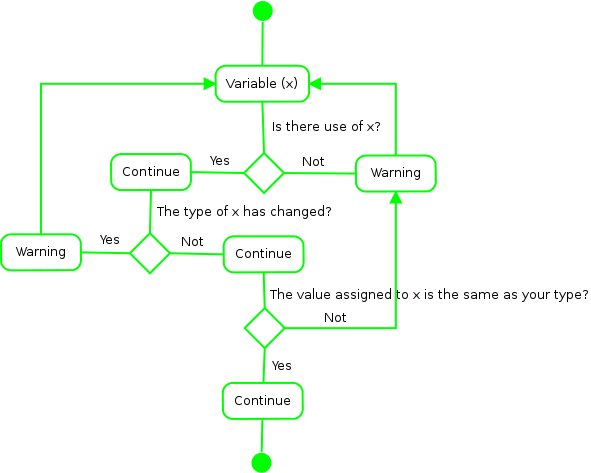 Variable (x)
Is there use of x?
Yes
Not
Continue
Warning
The type of x has changed?
Yes
Not
Warning
Continue
The value assigned to x is the same as your type?
Not
Yes
Continue